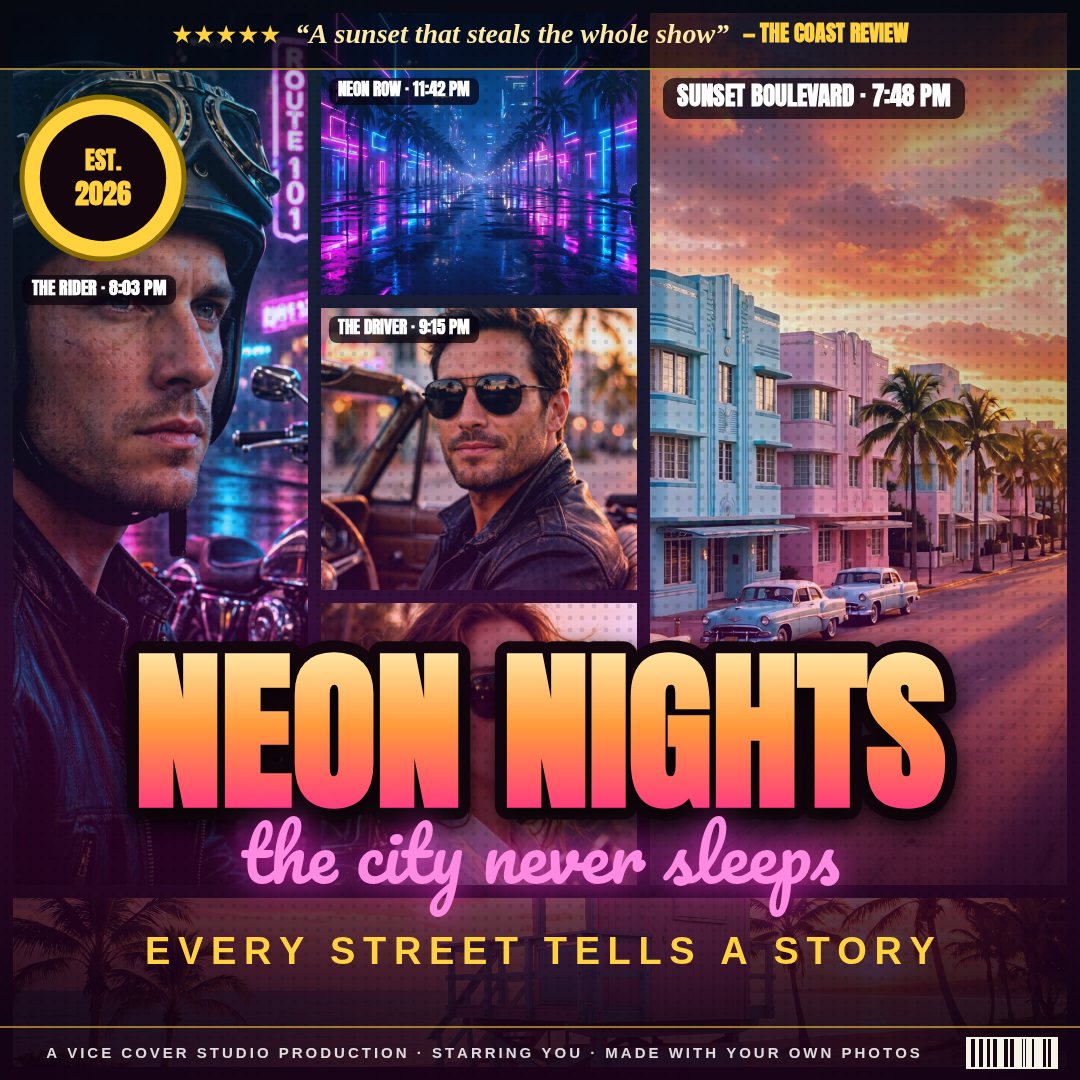 ★★★★★ “A sunset that steals the whole show” – THE COAST REVIEW
ROUTE 101
NEON ROW · 11:42 PM
SUNSET BOULEVARD · 7:48 PM
EST.
2026
THE RIDER · 8:03 PM
THE DRIVER · 9:15 PM
NEON NIGHTS
the city never sleeps
EVERY STREET TELLS A STORY
A VICE COVER STUDIO PRODUCTION · STARRING YOU · MADE WITH YOUR OWN PHOTOS